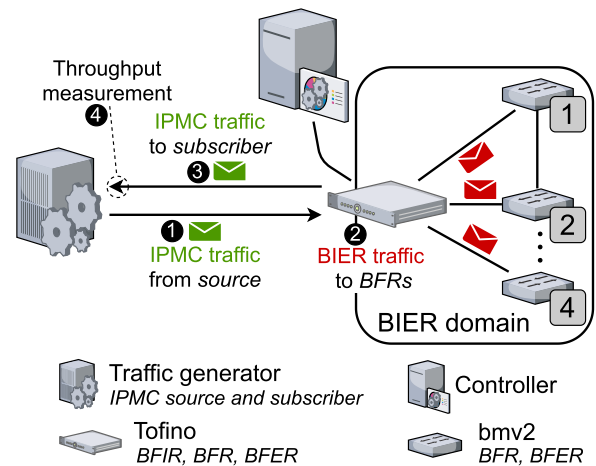 Throughput
measurement
4
IPMC traffic
to subscriber
3
1
IPMC traffic
from source
2
BIER traffic
to BFRs
1
2
4
BIER domain
Traffic generator
IPMC source and subscriber
Controller
Tofino
BFIR, BFR, BFER
bmv2
BFR, BFER